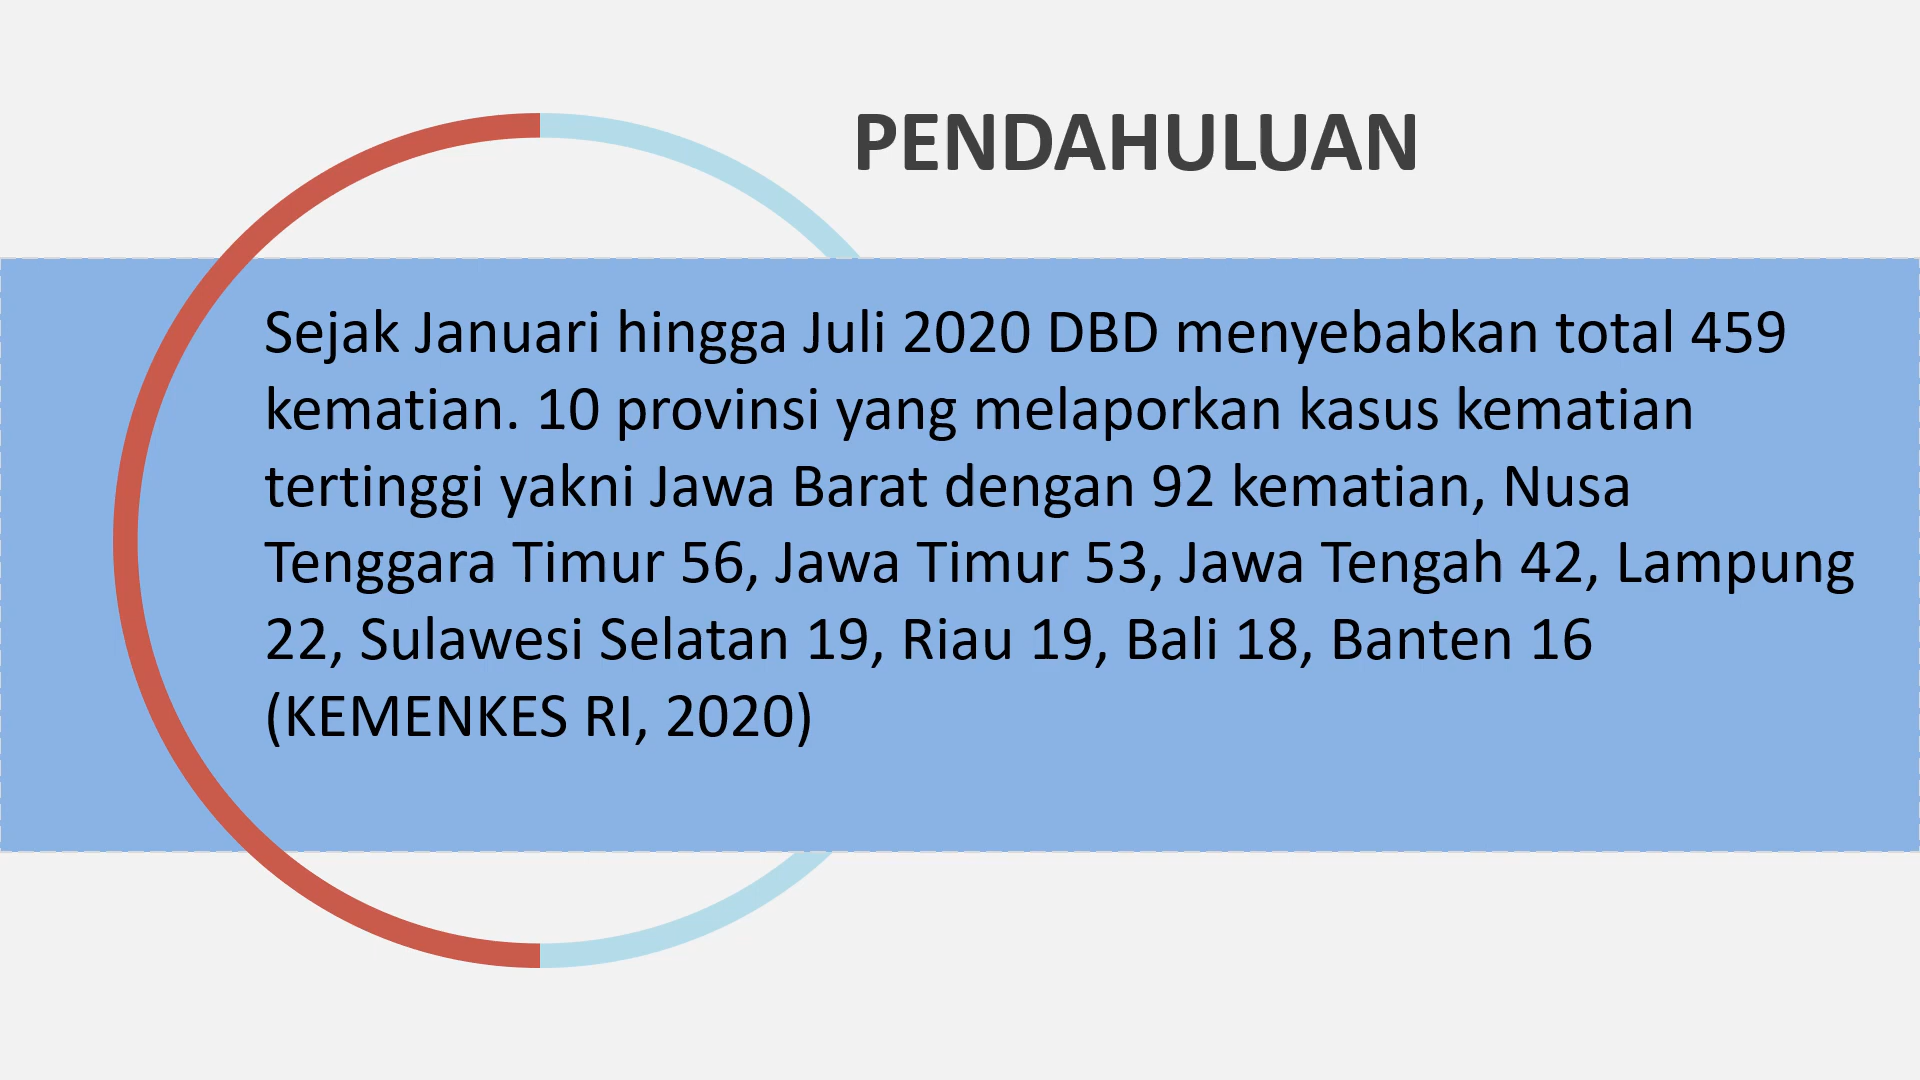 PENDAHULUAN
Sejak Januari hingga Juli 2020 DBD menyebabkan total 459
kematian. 10 provinsi yang melaporkan kasus kematian
tertinggi yakni Jawa Barat dengan 92 kematian, Nusa
Tenggara Timur 56, Jawa Timur 53, Jawa Tengah 42, Lampung
22, Sulawesi Selatan 19, Riau 19, Bali 18, Banten 16
(KEMENKES RI, 2020)